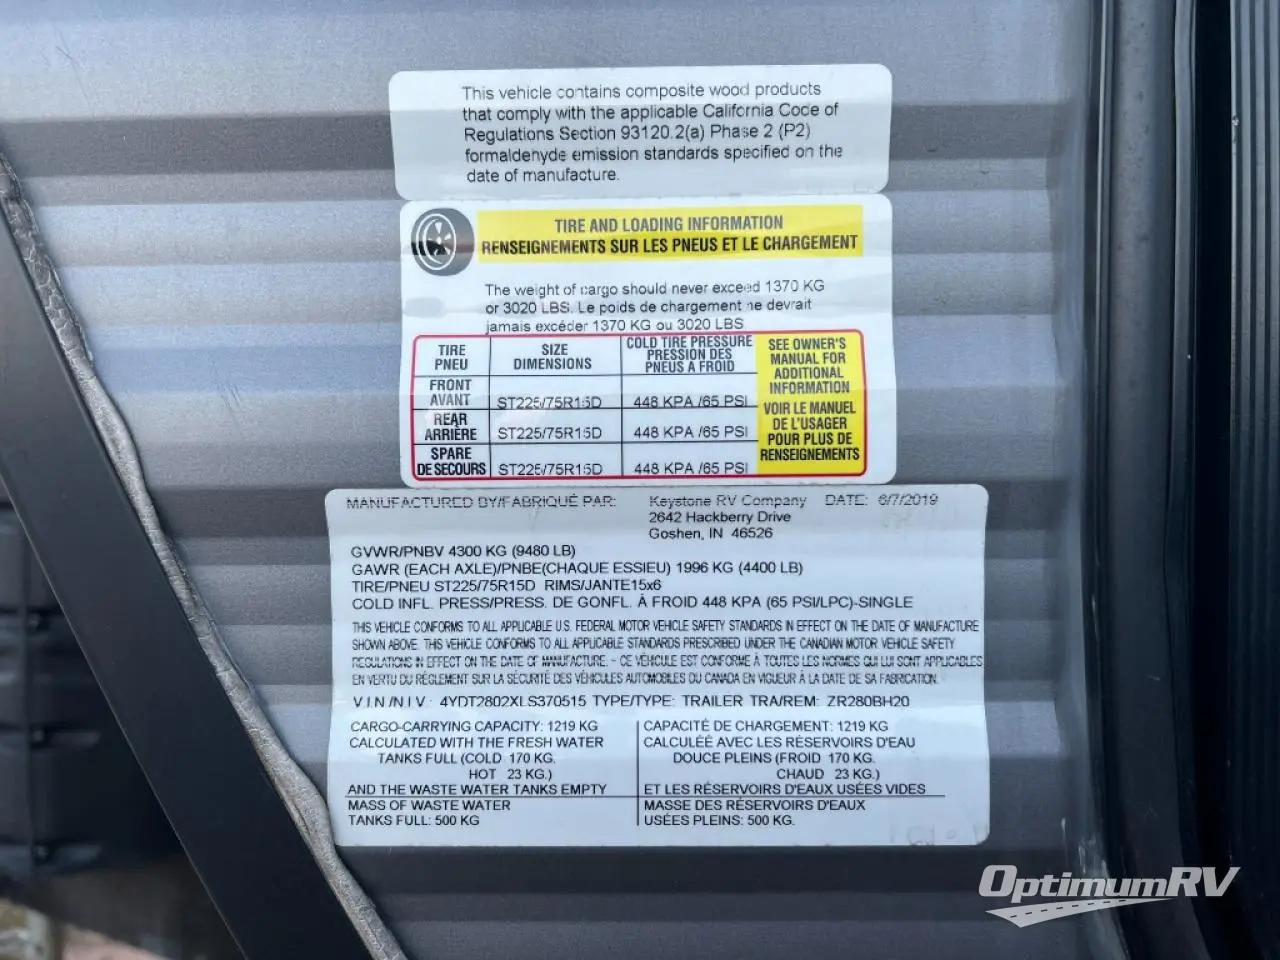 This vehicle contains composite wood products
that comply with the applicable California Code of
Regulations Section 93120.2(a) Phase 2 (P2)
formaldehyde emission standards specified on the
date of manufacture.
TIRE AND LOADING INFORMATION
RENSEIGNEMENTS SUR LES PNEUS ET LE CHARGEMENT
The weight of cargo should never exceed 1370 KG
or 3020 LBS. Le poids de chargement ne devrait
jamais excéder 1370 KG ou 3020 LBS
TIRE PNEU SIZE DIMENSIONS COLD TIRE PRESSURE PRESSION DES PNEUS A FROID
FRONT AVANT ST225/75R15D 448 KPA /65 PSI
REAR ARRIÈRE ST225/75R15D 448 KPA /65 PSI
SPARE DE SECOURS ST225/75R15D 448 KPA /65 PSI
SEE OWNER'S
MANUAL FOR
ADDITIONAL
INFORMATION
VOIR LE MANUEL
DE L'USAGER
POUR PLUS DE
RENSEIGNEMENTS
MANUFACTURED BY/FABRIQUÉ PAR: Keystone RV Company DATE: 6/7/2019
2642 Hackberry Drive
Goshen, IN 46526
GVWR/PNBV 4300 KG (9480 LB)
GAWR (EACH AXLE)/PNBE(CHAQUE ESSIEU) 1996 KG (4400 LB)
TIRE/PNEU ST225/75R15D RIMS/JANTE15x6
COLD INFL. PRESS/PRESS. DE GONFL. À FROID 448 KPA (65 PSI/LPC)-SINGLE
THIS VEHICLE CONFORMS TO ALL APPLICABLE U.S. FEDERAL MOTOR VEHICLE SAFETY STANDARDS IN EFFECT ON THE DATE OF MANUFACTURE
SHOWN ABOVE. THIS VEHICLE CONFORMS TO ALL APPLICABLE STANDARDS PRESCRIBED UNDER THE CANADIAN MOTOR VEHICLE SAFETY
REGULATIONS IN EFFECT ON THE DATE OF MANUFACTURE. - CE VÉHICULE EST CONFORME À TOUTES LES NORMES QUI LUI SONT APPLICABLES
EN VERTU DU RÈGLEMENT SUR LA SÉCURITÉ DES VÉHICULES AUTOMOBILES DU CANADA EN VIGUEUR À LA DATE DE SA FABRICATION.
V.I.N./N.I.V.: 4YDT2802XLS370515 TYPE/TYPE: TRAILER TRA/REM: ZR280BH20
CARGO-CARRYING CAPACITY: 1219 KG
CALCULATED WITH THE FRESH WATER
TANKS FULL (COLD 170 KG.
HOT 23 KG.)
AND THE WASTE WATER TANKS EMPTY
MASS OF WASTE WATER
TANKS FULL: 500 KG
CAPACITÉ DE CHARGEMENT: 1219 KG
CALCULÉE AVEC LES RÉSERVOIRS D'EAU
DOUCE PLEINS (FROID 170 KG.
CHAUD 23 KG.)
ET LES RÉSERVOIRS D'EAUX USÉES VIDES
MASSE DES RÉSERVOIRS D'EAUX
USÉES PLEINS: 500 KG.
OptimumRV